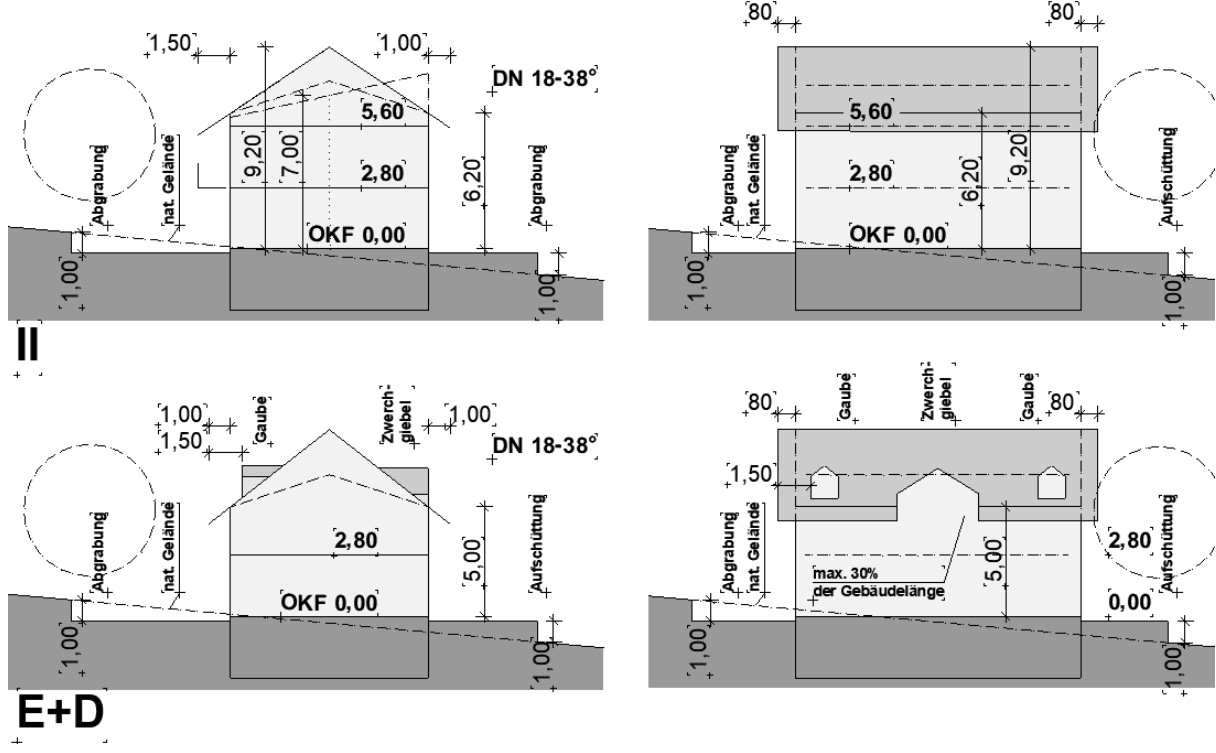 1,50
1,00
DN 18-38°
5,60
9,20
7,00
2,80
6,20
Abgrabung
nat. Gelände
Abgrabung
OKF 0,00
1,00
1,00
80
80
5,60
9,20
6,20
2,80
Abgrabung
nat. Gelände
Aufschüttung
OKF 0,00
1,00
1,00
II
Gaube
Zwerch-
giebel
1,00
1,50
1,00
DN 18-38°
2,80
5,00
Abgrabung
nat. Gelände
Aufschüttung
OKF 0,00
1,00
1,00
Gaube
Zwerch-
giebel
Gaube
80
80
1,50
Abgrabung
nat. Gelände
Aufschüttung
5,00
2,80
max. 30%
der Gebäudelänge
0,00
1,00
1,00
E+D